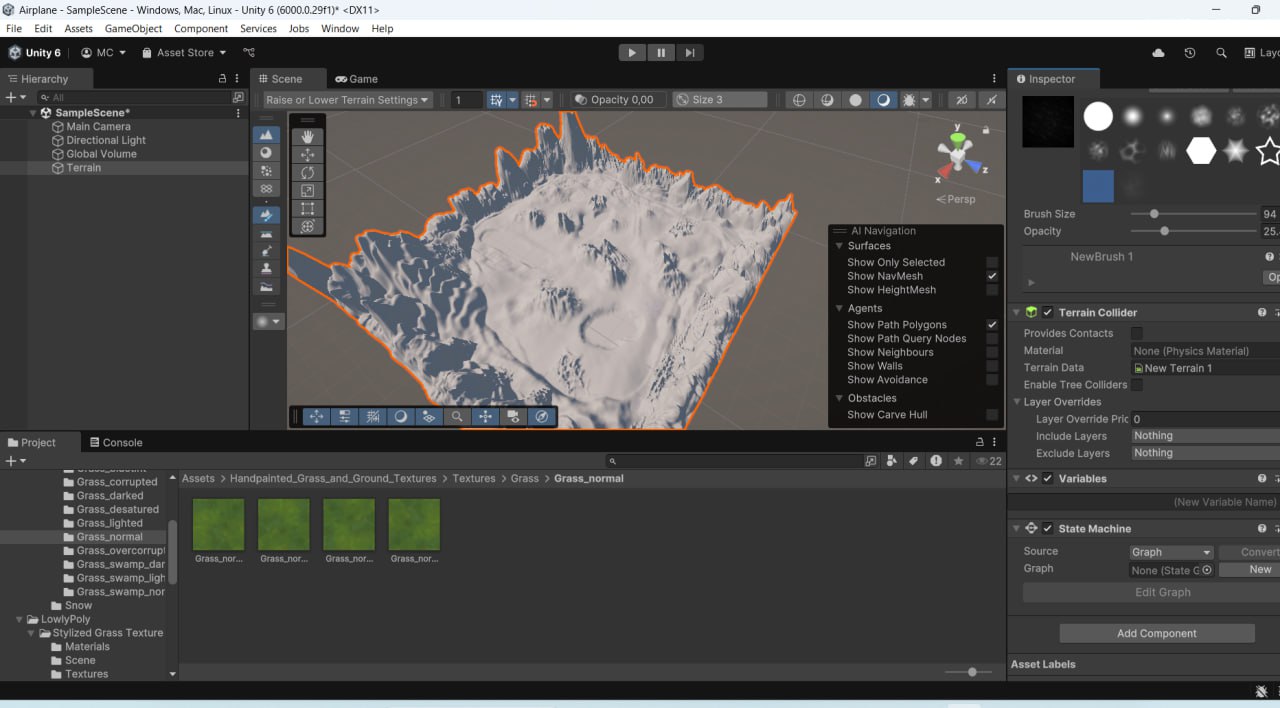 Airplane - SampleScene - Windows, Mac, Linux - Unity 6 (6000.0.29f1)* <DX11>
File Edit Assets GameObject Component Services Jobs Window Help
Unity 6 MC Asset Store Layo
Hierarchy
All
SampleScene*
Main Camera
Directional Light
Global Volume
Terrain
Scene Game
Raise or Lower Terrain Settings 1 Opacity 0,00 Size 3
y
x
z
Persp
AI Navigation
Surfaces
Show Only Selected
Show NavMesh
Show HeightMesh
Agents
Show Path Polygons
Show Path Query Nodes
Show Neighbours
Show Walls
Show Avoidance
Obstacles
Show Carve Hull
Inspector
Brush Size 94
Opacity 25.
NewBrush 1
Op
Terrain Collider
Provides Contacts
Material None (Physics Material)
Terrain Data New Terrain 1
Enable Tree Colliders
Layer Overrides
Layer Override Pric 0
Include Layers Nothing
Exclude Layers Nothing
Variables
(New Variable Name)
State Machine
Source Graph Convert
Graph None (State G New
Edit Graph
Add Component
Asset Labels
Project Console
22
Grass_corrupted
Grass_darked
Grass_desatured
Grass_lighted
Grass_normal
Grass_overcorrupt
Grass_swamp_dar
Grass_swamp_ligh
Grass_swamp_nor
Snow
LowlyPoly
Stylized Grass Texture
Materials
Scene
Textures
Assets > Handpainted_Grass_and_Ground_Textures > Textures > Grass > Grass_normal
Grass_nor... Grass_nor... Grass_nor... Grass_nor...